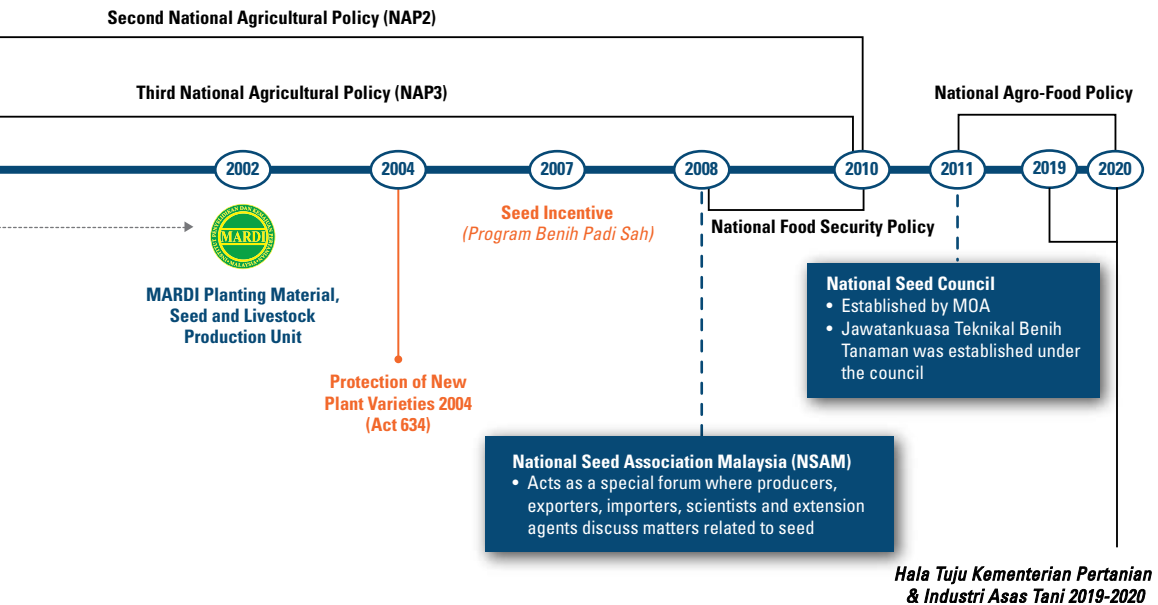 Second National Agricultural Policy (NAP2)
Third National Agricultural Policy (NAP3)
National Agro-Food Policy
2002
2004
2007
2008
2010
2011
2019
2020
MARDI
MARDI Planting Material,
Seed and Livestock
Production Unit
Protection of New
Plant Varieties 2004
(Act 634)
Seed Incentive
(Program Benih Padi Sah)
National Food Security Policy
National Seed Council
• Established by MOA
• Jawatankuasa Teknikal Benih
Tanaman was established under
the council
National Seed Association Malaysia (NSAM)
• Acts as a special forum where producers,
exporters, importers, scientists and extension
agents discuss matters related to seed
Hala Tuju Kementerian Pertanian
& Industri Asas Tani 2019-2020